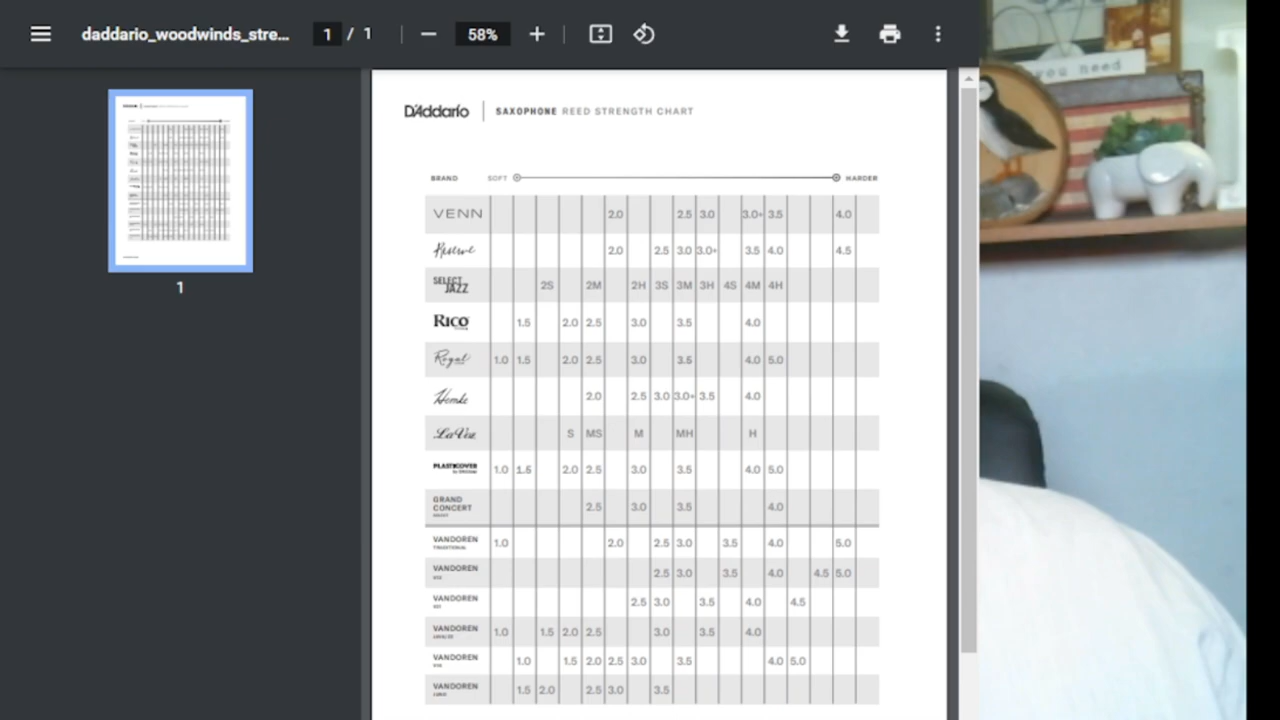 daddario_woodwinds_stre...
1 / 1
58%
you need
1
D'Addario SAXOPHONE REED STRENGTH CHART
BRAND SOFT HARDER
VENN 2.0 2.5 3.0 3.0+ 3.5 4.0
Reserve 2.0 2.5 3.0 3.0+ 3.5 4.0 4.5
SELECT JAZZ 2S 2M 2H 3S 3M 3H 4S 4M 4H
RICO 1.5 2.0 2.5 3.0 3.5 4.0
Royal 1.0 1.5 2.0 2.5 3.0 3.5 4.0 5.0
Hemke 2.0 2.5 3.0 3.0+ 3.5 4.0
La Voz S MS M MH H
PLASTICOVER 1.0 1.5 2.0 2.5 3.0 3.5 4.0 5.0
GRAND CONCERT 2.5 3.0 3.5 4.0
VANDOREN TRADITIONAL 1.0 2.0 2.5 3.0 3.5 4.0 5.0
VANDOREN 2.5 3.0 3.5 4.0 4.5 5.0
VANDOREN 2.5 3.0 3.5 4.0 4.5
VANDOREN 1.0 1.5 2.0 2.5 3.0 3.5 4.0
VANDOREN 1.0 1.5 2.0 2.5 3.0 3.5 4.0 5.0
VANDOREN 1.5 2.0 2.5 3.0 3.5